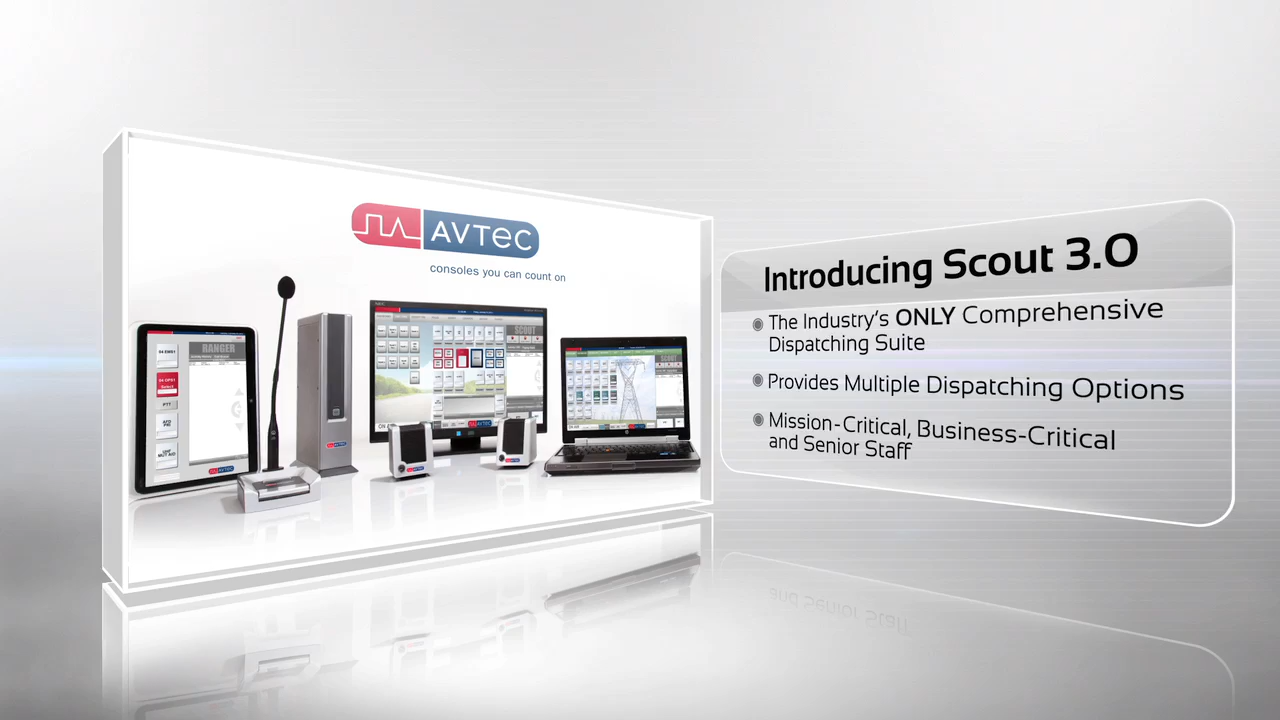 AVTEC
consoles you can count on
Introducing Scout 3.0
The Industry's ONLY Comprehensive
Dispatching Suite
Provides Multiple Dispatching Options
Mission-Critical, Business-Critical
and Senior Staff
RANGER
SCOUT
AVTEC